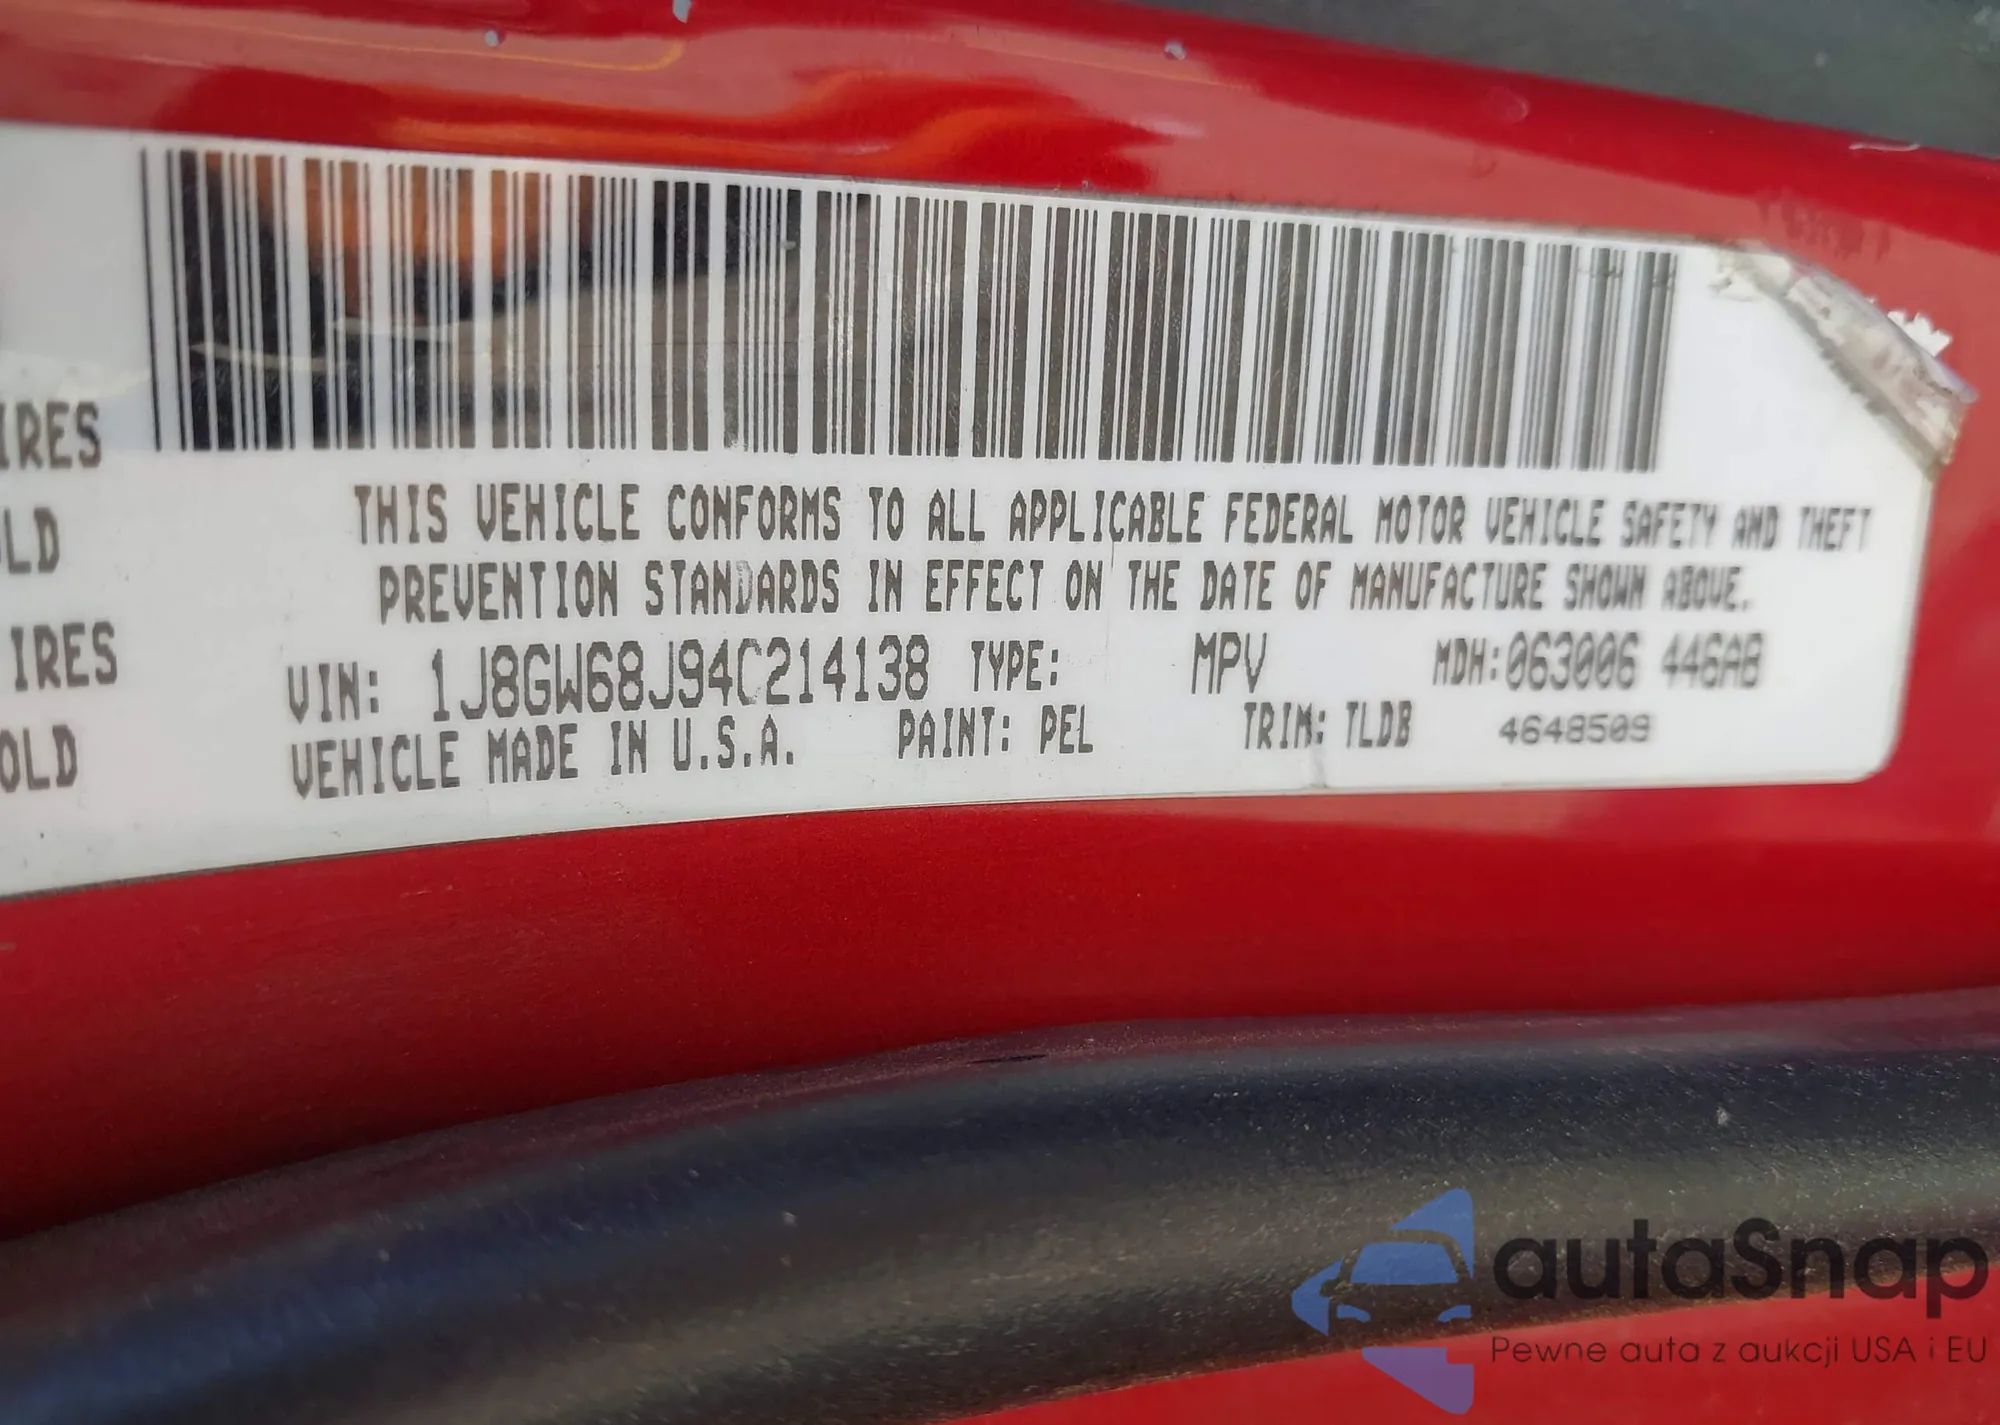 IRES
OLD
IRES
OLD
THIS VEHICLE CONFORMS TO ALL APPLICABLE FEDERAL MOTOR VEHICLE SAFETY AND THEFT
PREVENTION STANDARDS IN EFFECT ON THE DATE OF MANUFACTURE SHOWN ABOVE.
VIN: 1J8GW68J94C214138 TYPE: MPV MDH:063006 446AB
VEHICLE MADE IN U.S.A. PAINT: PEL TRIM: TLDB 4648509
autaSnap
Pewne auta z aukcji USA i EU